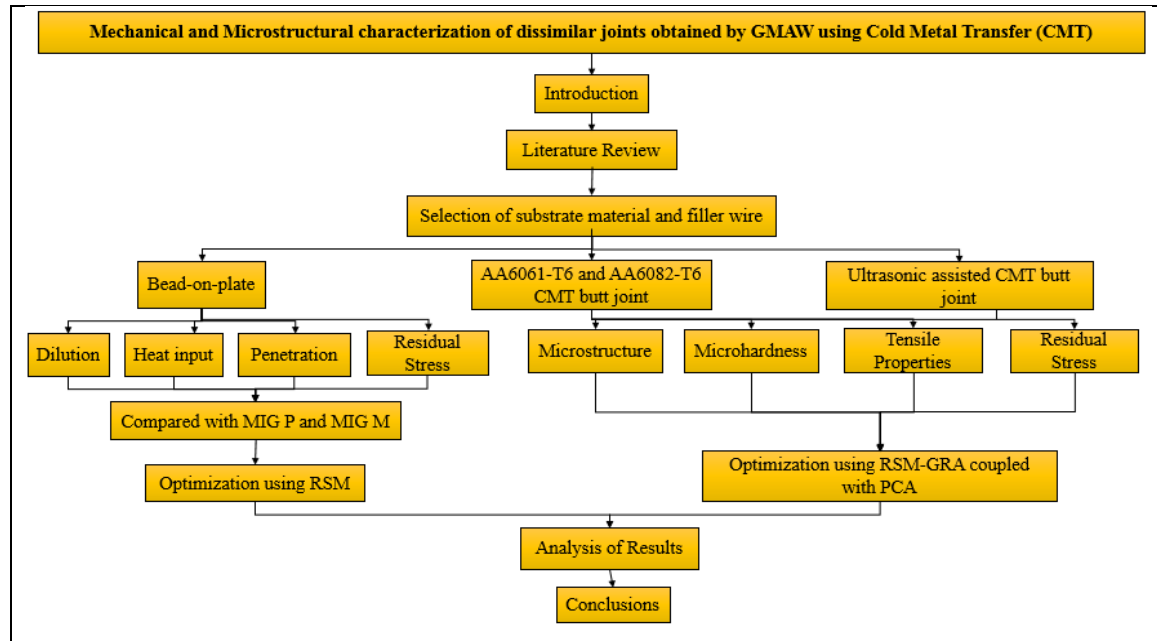 Mechanical and Microstructural characterization of dissimilar joints obtained by GMAW using Cold Metal Transfer (CMT)
Introduction
Literature Review
Selection of substrate material and filler wire
Bead-on-plate
AA6061-T6 and AA6082-T6
CMT butt joint
Ultrasonic assisted CMT butt
joint
Dilution
Heat input
Penetration
Residual
Stress
Microstructure
Microhardness
Tensile
Properties
Residual
Stress
Compared with MIG P and MIG M
Optimization using RSM
Optimization using RSM-GRA coupled
with PCA
Analysis of Results
Conclusions